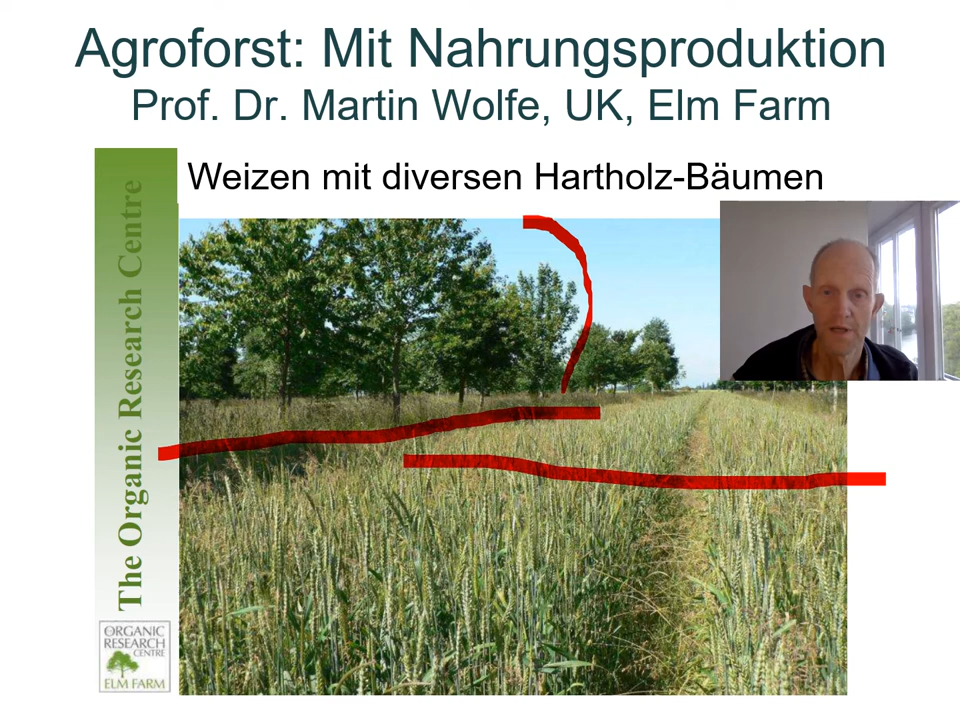 Agroforst: Mit Nahrungsproduktion
Prof. Dr. Martin Wolfe, UK, Elm Farm
Weizen mit diversen Hartholz-Bäumen
The Organic Research Centre
ORGANIC
RESEARCH
CENTRE
ELM FARM